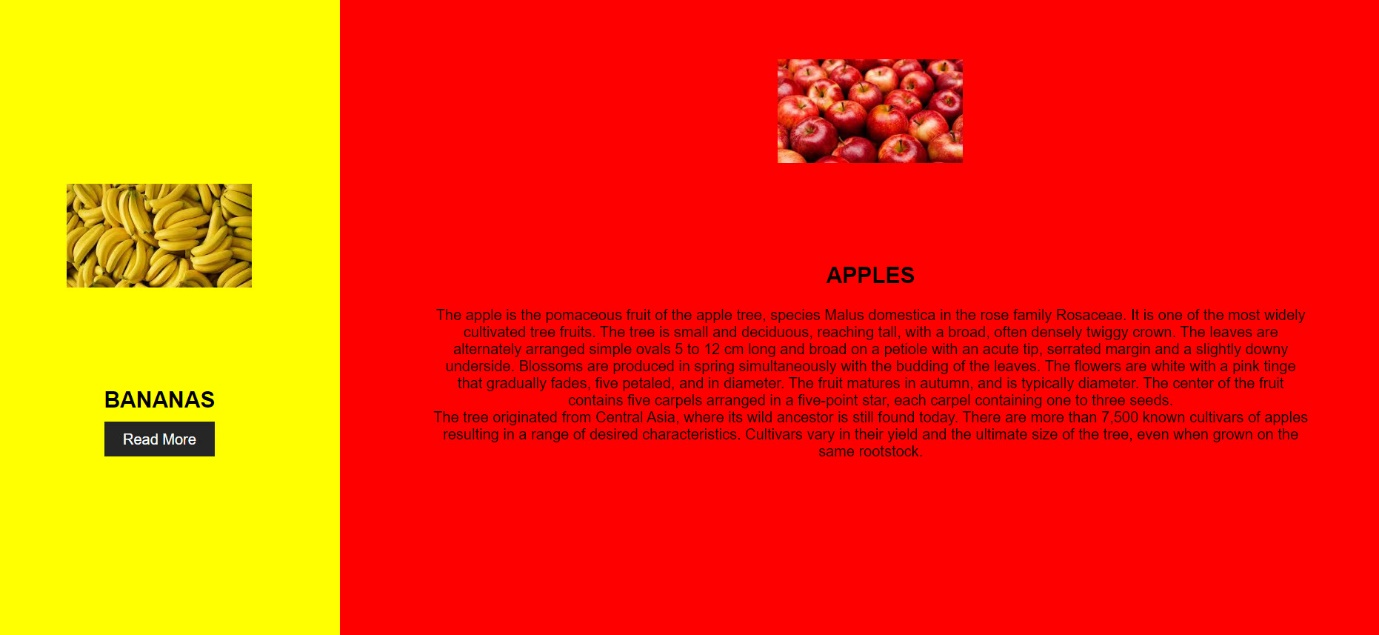 BANANAS
Read More
APPLES
The apple is the pomaceous fruit of the apple tree, species Malus domestica in the rose family Rosaceae. It is one of the most widely
cultivated tree fruits. The tree is small and deciduous, reaching tall, with a broad, often densely twiggy crown. The leaves are
alternately arranged simple ovals 5 to 12 cm long and broad on a petiole with an acute tip, serrated margin and a slightly downy
underside. Blossoms are produced in spring simultaneously with the budding of the leaves. The flowers are white with a pink tinge
that gradually fades, five petaled, and in diameter. The fruit matures in autumn, and is typically diameter. The center of the fruit
contains five carpels arranged in a five-point star, each carpel containing one to three seeds.
The tree originated from Central Asia, where its wild ancestor is still found today. There are more than 7,500 known cultivars of apples
resulting in a range of desired characteristics. Cultivars vary in their yield and the ultimate size of the tree, even when grown on the
same rootstock.